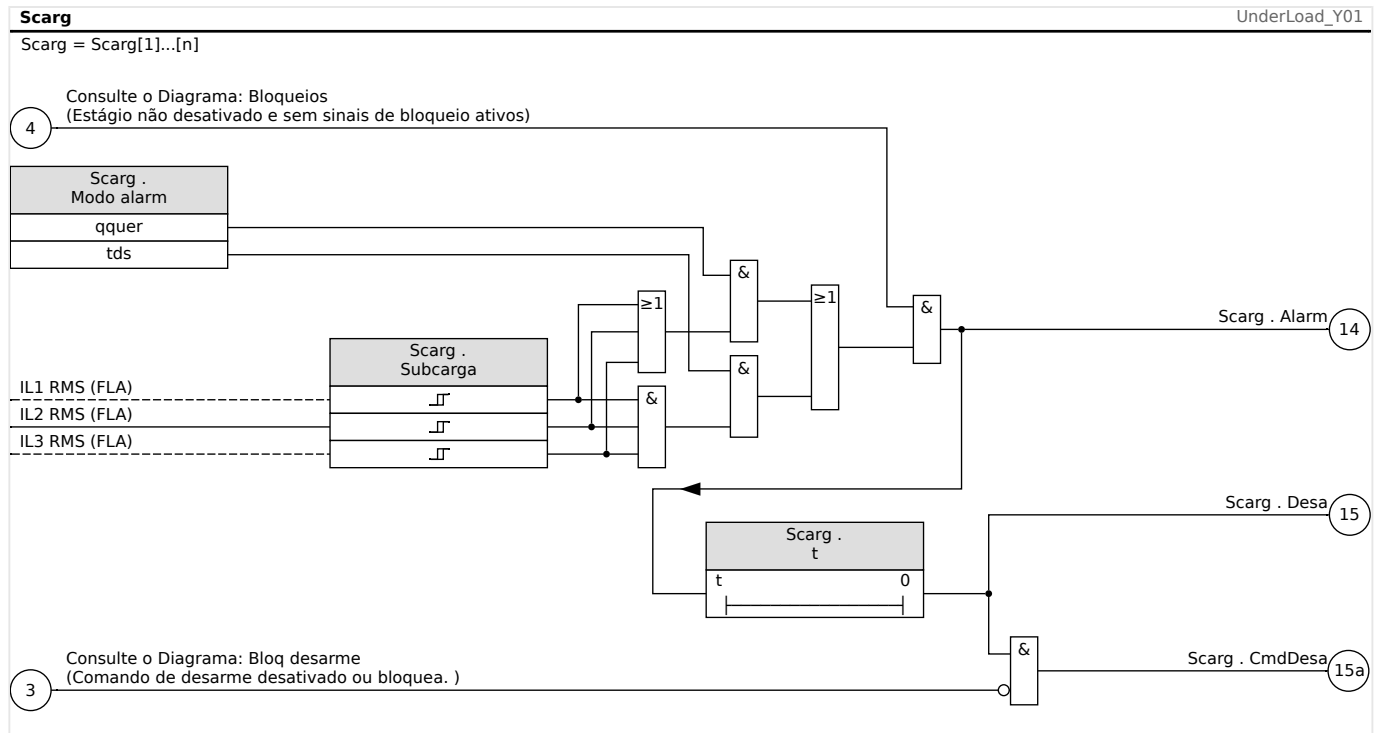 Scarg
UnderLoad_Y01
Scarg = Scarg[1]...[n]
Consulte o Diagrama: Bloqueios
(Estágio não desativado e sem sinais de bloqueio ativos)
4
Scarg .
Modo alarm
qquer
tds
&
≥1
≥1
&
Scarg . Alarm
14
Scarg .
Subcarga
&
IL1 RMS (FLA)
&
IL2 RMS (FLA)
IL3 RMS (FLA)
Scarg . Desa
15
Scarg .
t
t
0
Consulte o Diagrama: Bloq desarme
(Comando de desarme desativado ou bloquea. )
3
&
Scarg . CmdDesa
15a